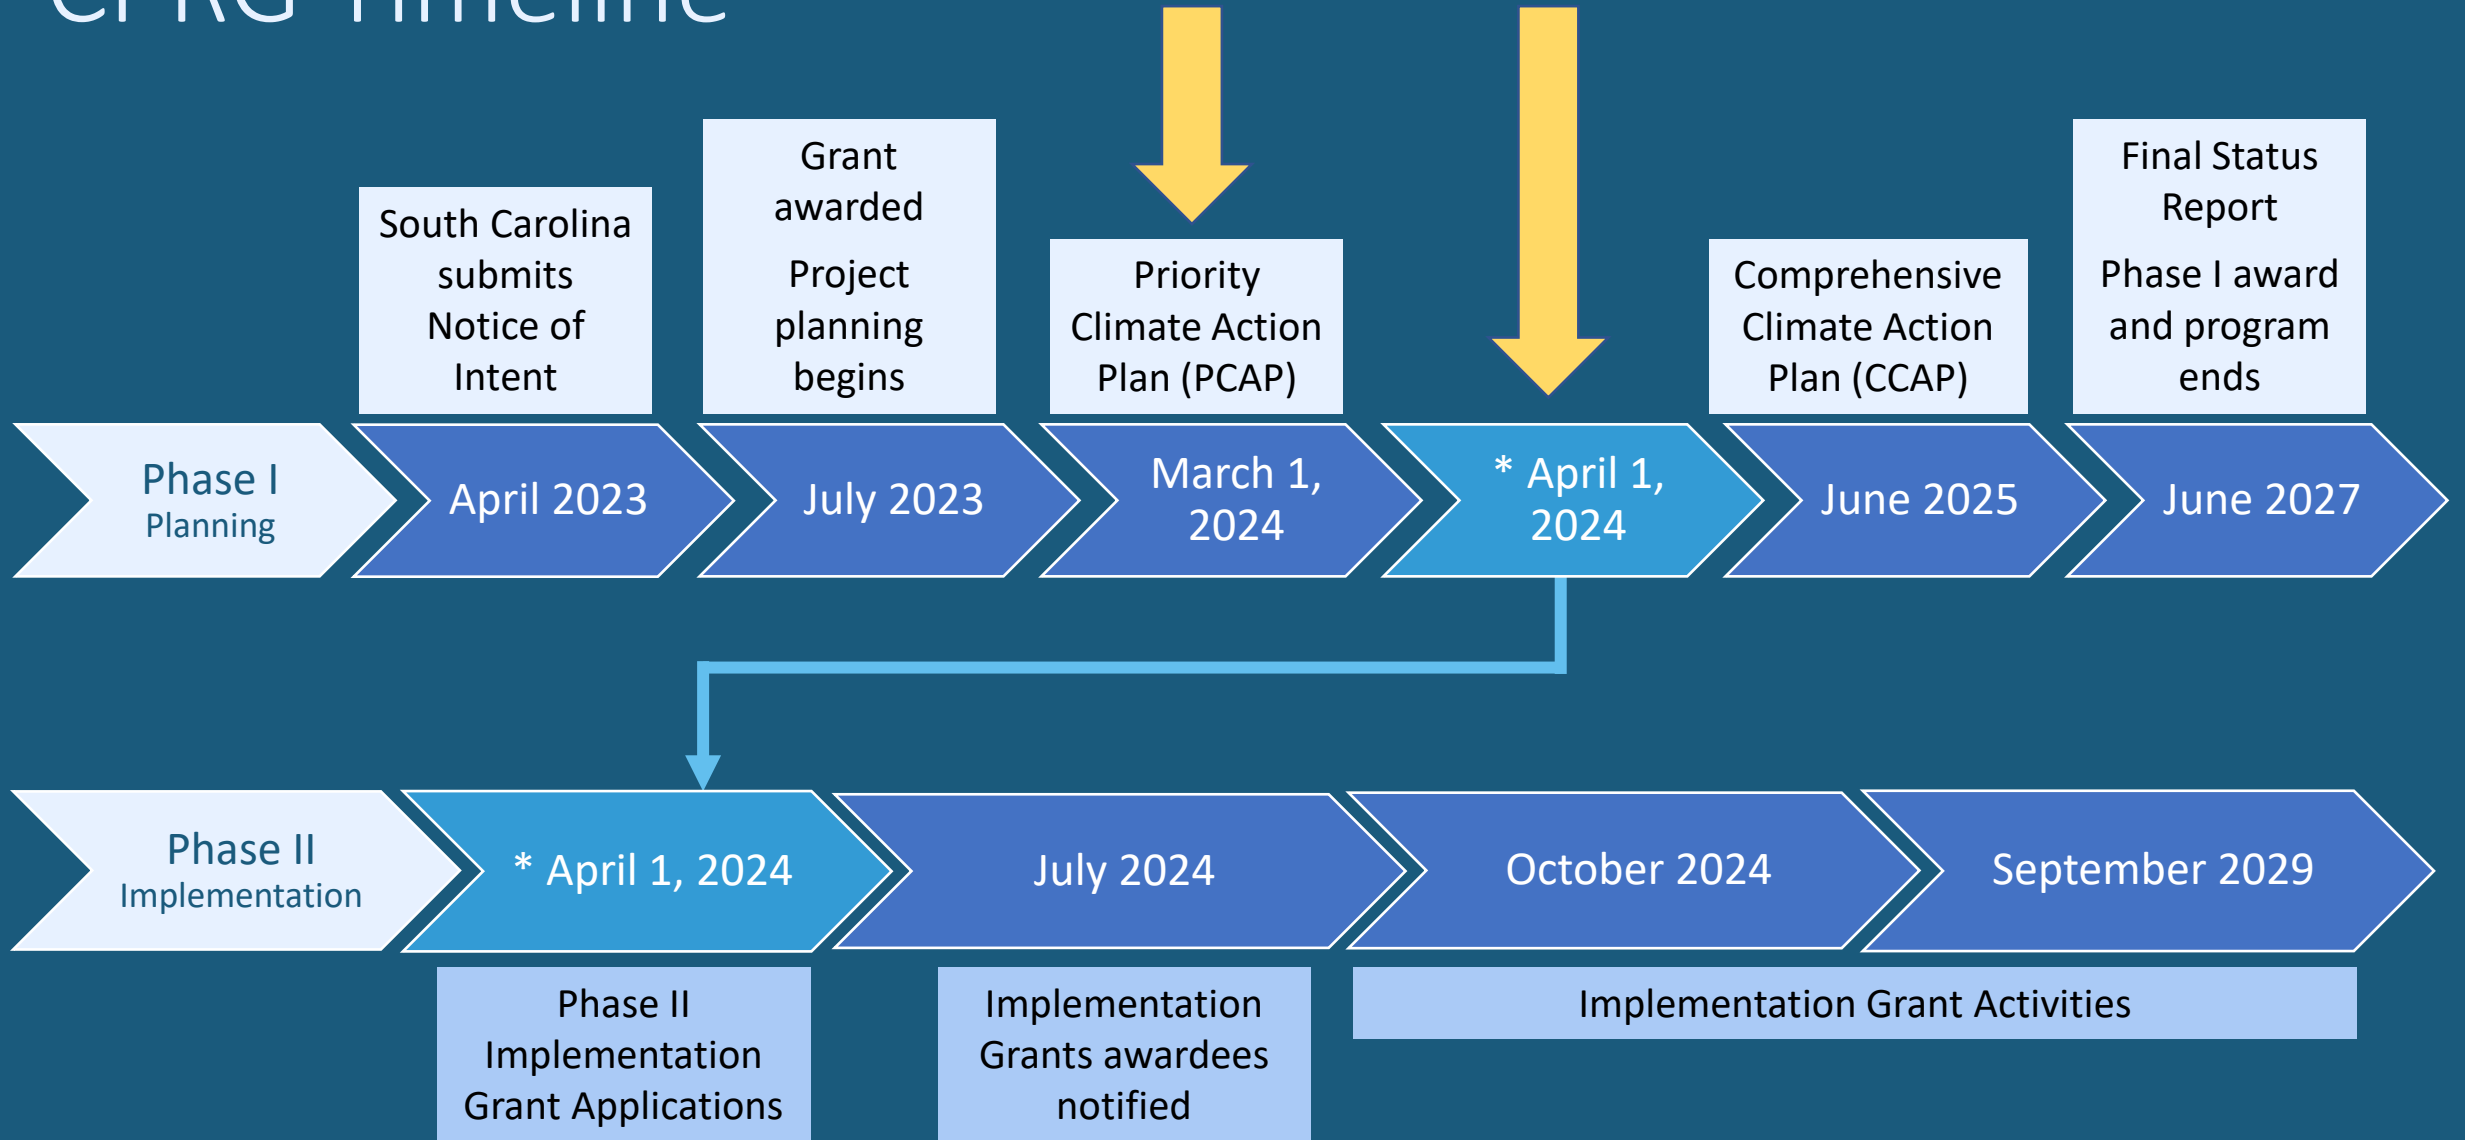 CPRG Timeline
South Carolina
submits
Notice of
Intent
Grant
awarded
Project
planning
begins
Priority
Climate Action
Plan (PCAP)
Comprehensive
Climate Action
Plan (CCAP)
Final Status
Report
Phase I award
and program
ends
Phase I
Planning
April 2023
July 2023
March 1,
2024
* April 1,
2024
June 2025
June 2027
Phase II
Implementation
* April 1, 2024
July 2024
October 2024
September 2029
Phase II
Implementation
Grant Applications
Implementation
Grants awardees
notified
Implementation Grant Activities